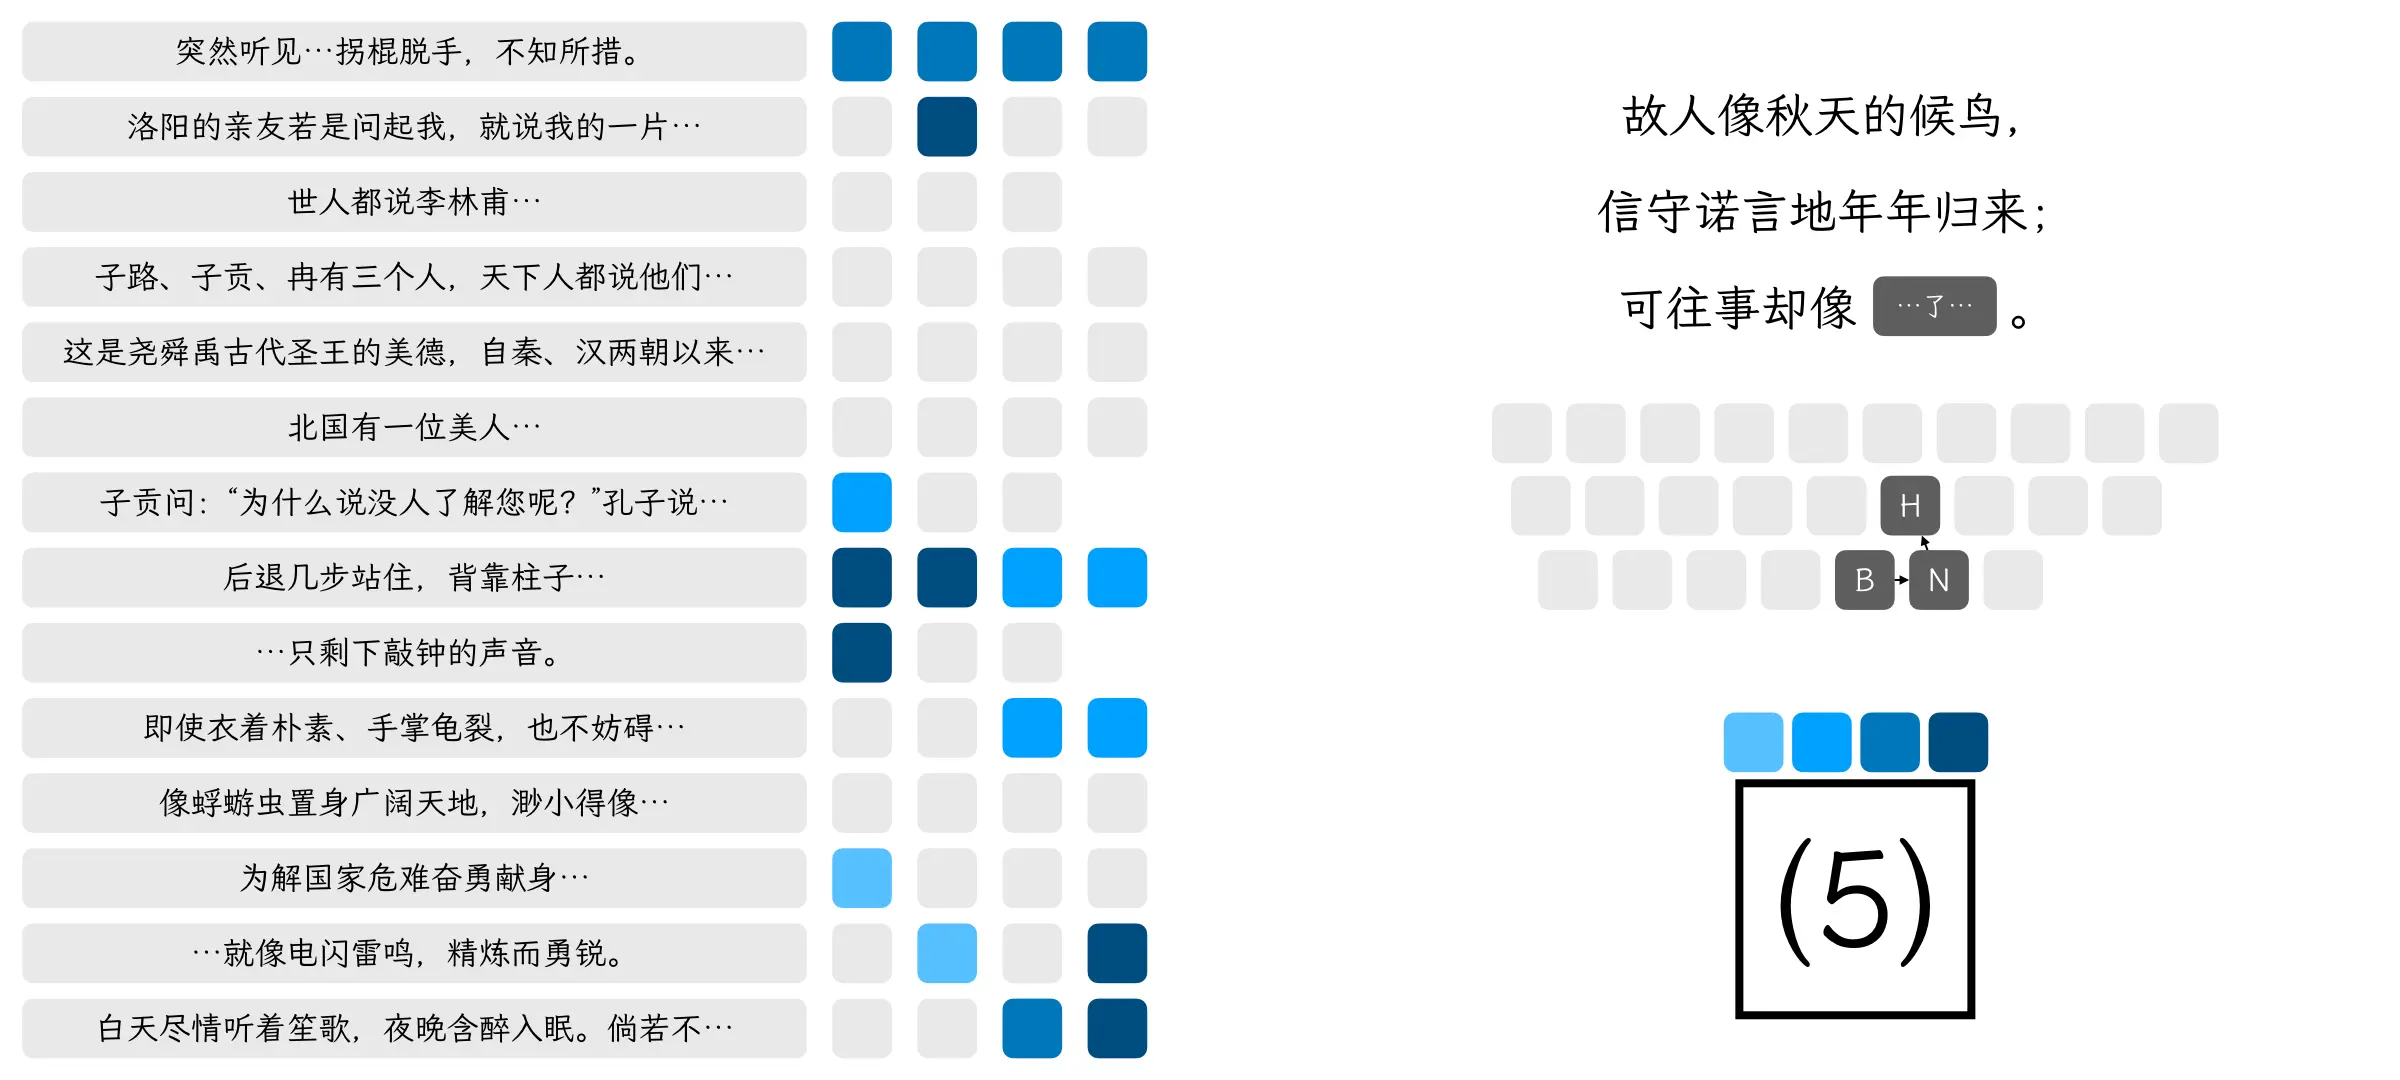 突然听见…拐棍脱手，不知所措。
洛阳的亲友若是问起我，就说我的一片…
世人都说李林甫…
子路、子贡、冉有三个人，天下人都说他们…
这是尧舜禹古代圣王的美德，自秦、汉两朝以来…
北国有一位美人…
子贡问：“为什么说没人了解您呢？”孔子说…
后退几步站住，背靠柱子…
…只剩下敲钟的声音。
即使衣着朴素、手掌龟裂，也不妨碍…
像蜉蝣虫置身广阔天地，渺小得像…
为解国家危难奋勇献身…
…就像电闪雷鸣，精炼而勇锐。
白天尽情听着笙歌，夜晚含醉入眠。倘若不…
故人像秋天的候鸟，
信守诺言地年年归来；
可往事却像 …了… 。
H
B N
(5)